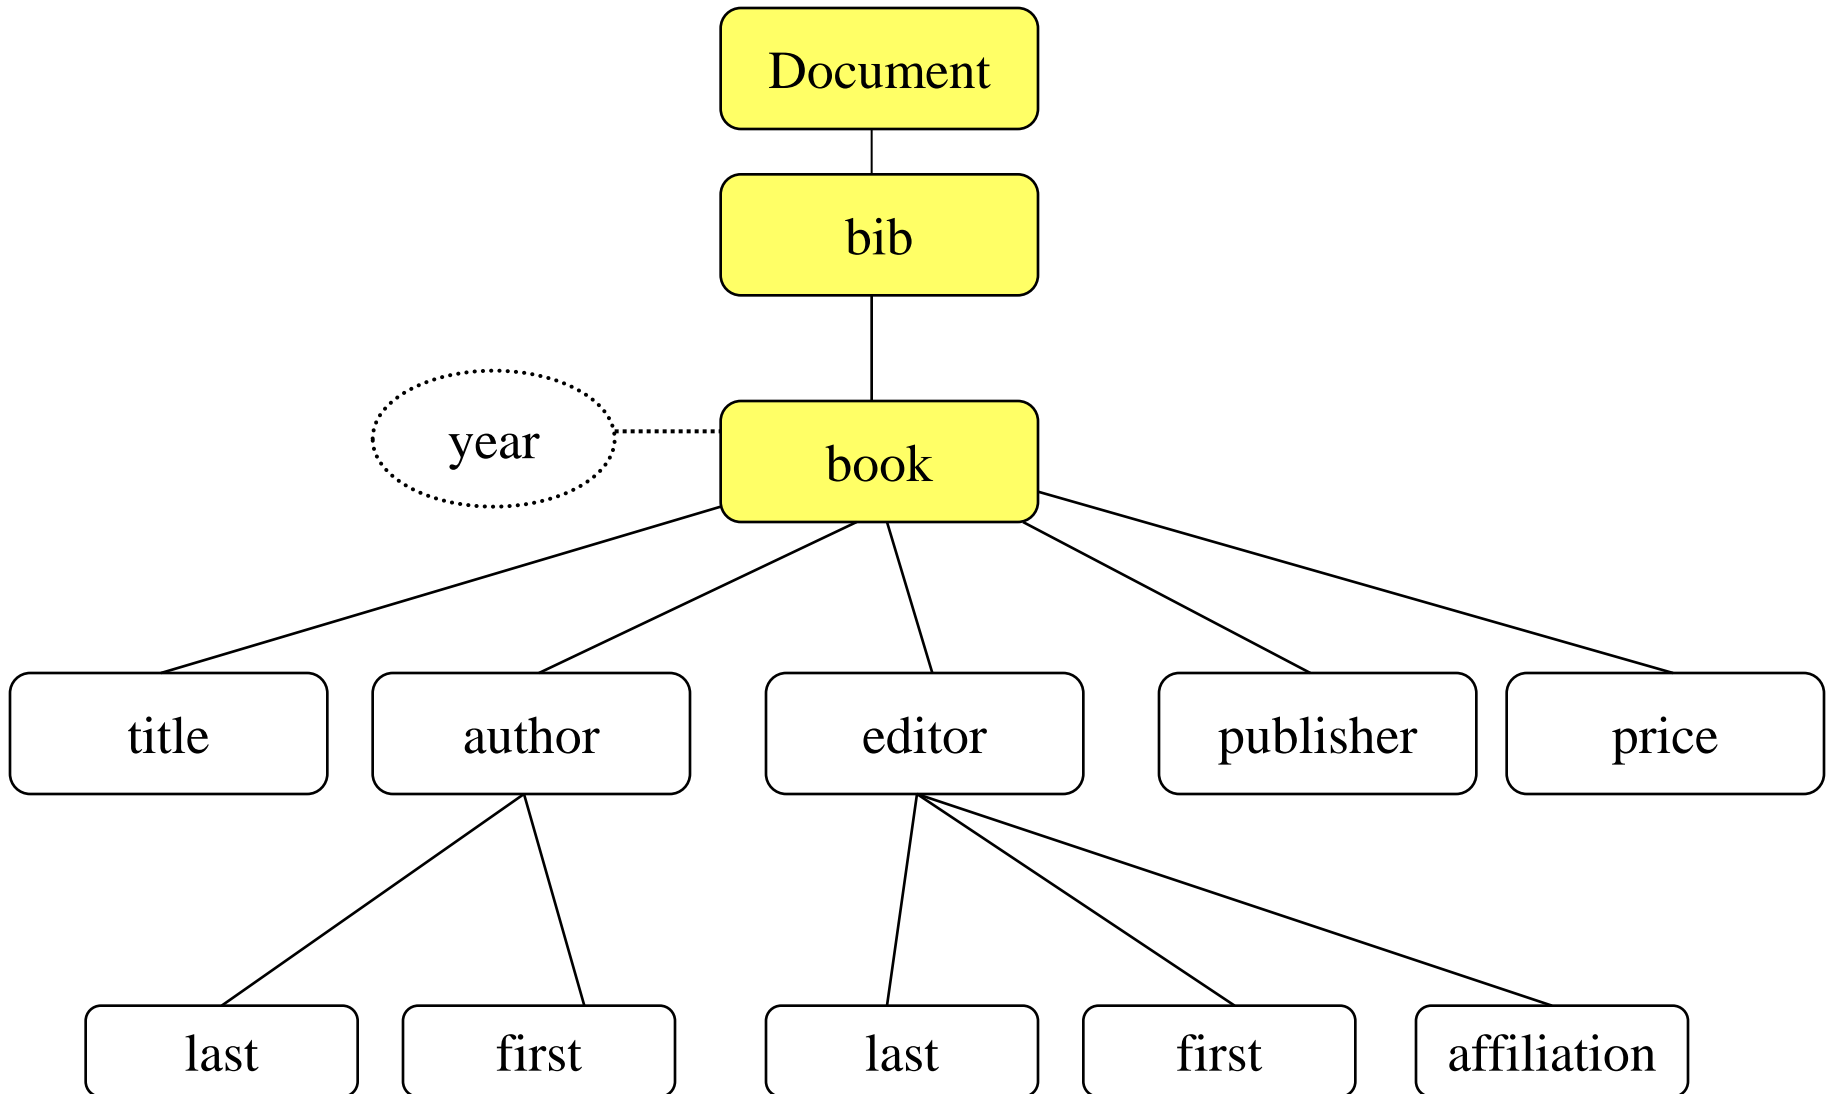 Document
bib
year
book
title
author
editor
publisher
price
last
first
last
first
affiliation